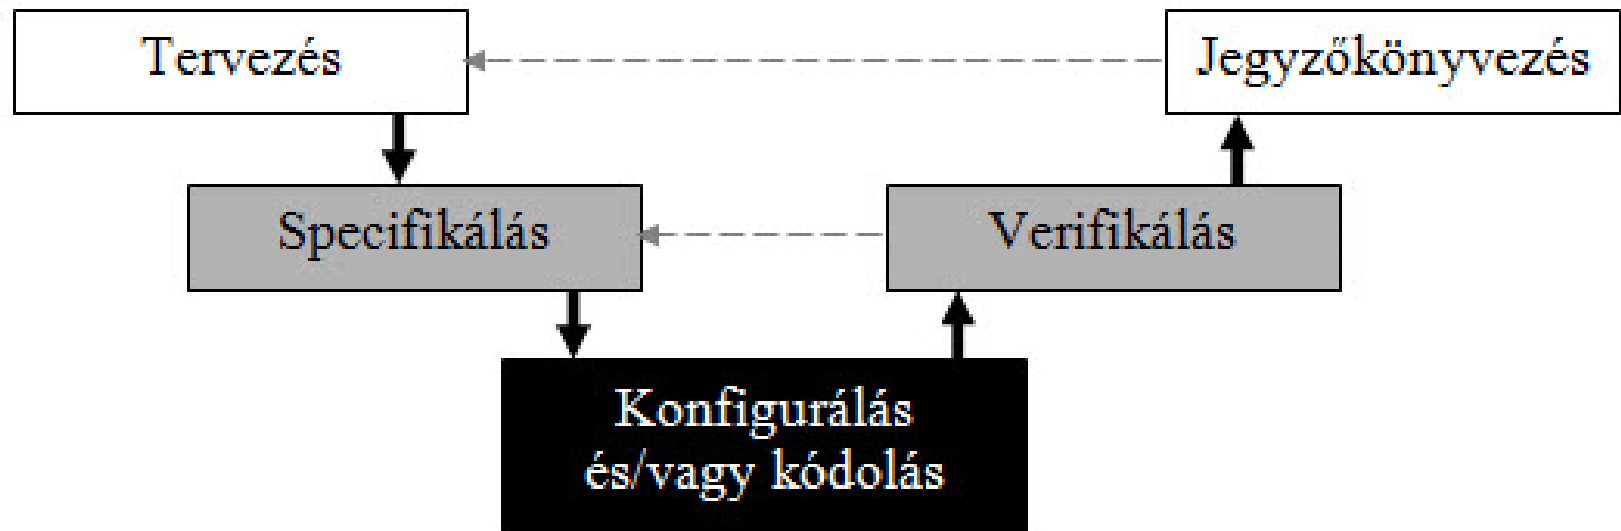 Tervezés
Jegyzőkönyvezés
Specifikálás
Verifikálás
Konfigurálás
és/vagy kódolás